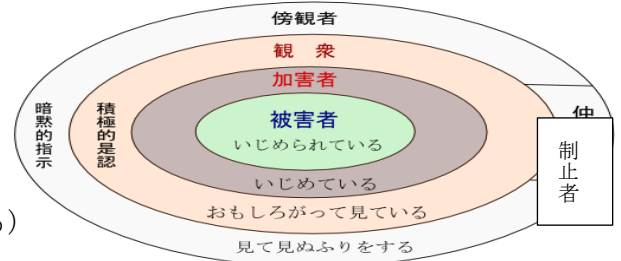 傍観者
観 衆
加害者
被害者
いじめられている
いじめている
おもしろがって見ている
見て見ぬふりをする
暗黙的指示
積極的是認
仲
制止者